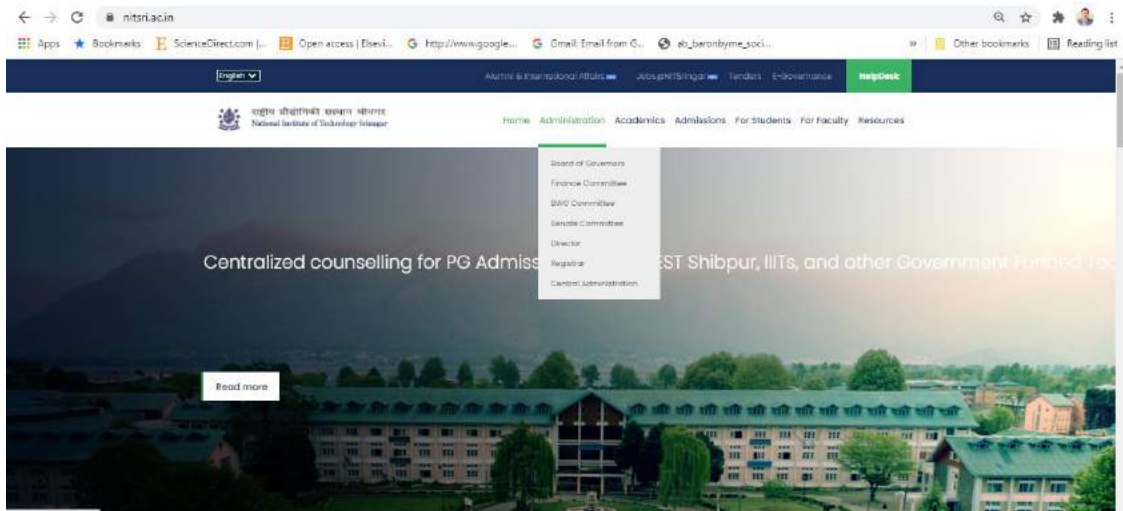 nitsri.ac.in
Apps Bookmarks ScienceDirect.com |... Open access | Elsevi... http://www.google... Gmail: Email from G... ab_baronbyme_soci... » Other bookmarks Reading list
English Alumni & International Affairs Jobs@NITSringar Tenders E-Governance HelpDesk
राष्ट्रीय प्रौद्योगिकी संस्थान श्रीनगर
National Institute of Technology Srinagar
Home Administration Academics Admissions For Students For Faculty Resources
Board of Governors
Finance Committee
BWC Committee
Senate Committee
Director
Registrar
Central Administration
Centralized counselling for PG Admiss EST Shibpur, IIITs, and other Government Funded Tec
Read more